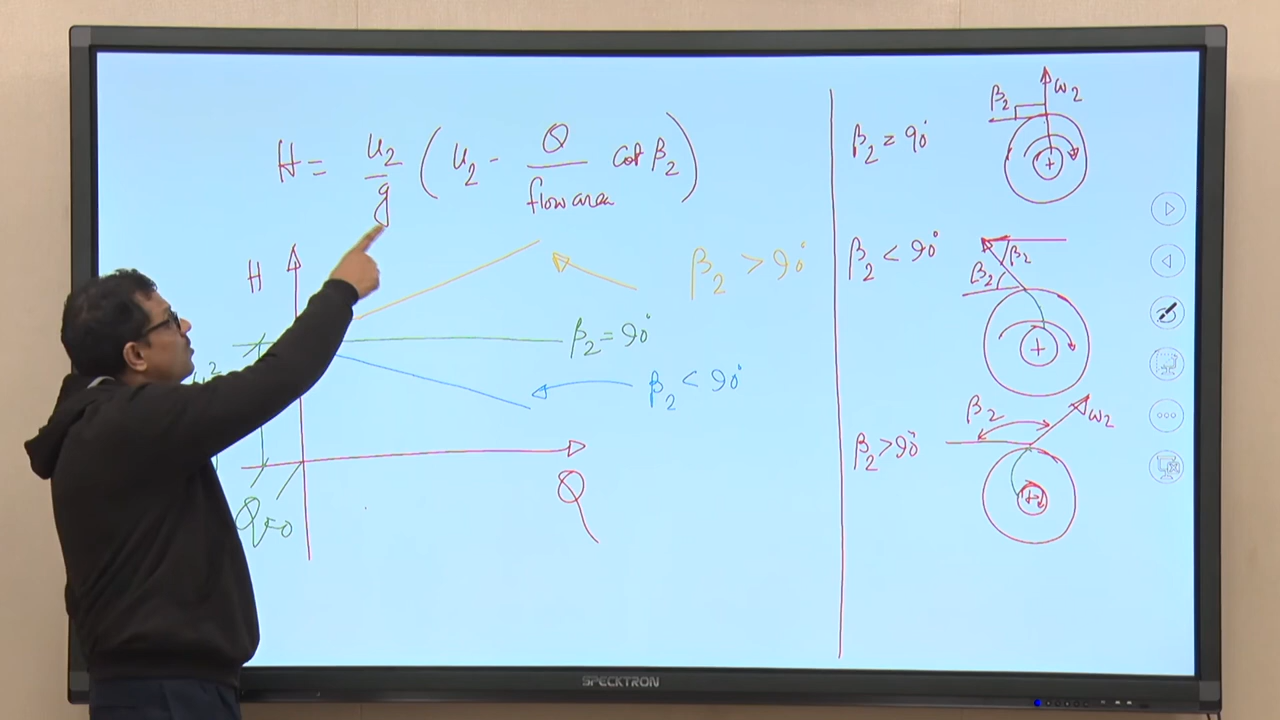 H = u₂/g (u₂ - Q/flow area cot β₂)
H
β₂ > 90°
β₂ = 90°
β₂ < 90°
Q
Q=0
β₂ = 90°
β₂
ω₂
β₂ < 90°
β₂
β₂
β₂ > 90°
β₂
ω₂
SPECKTRON